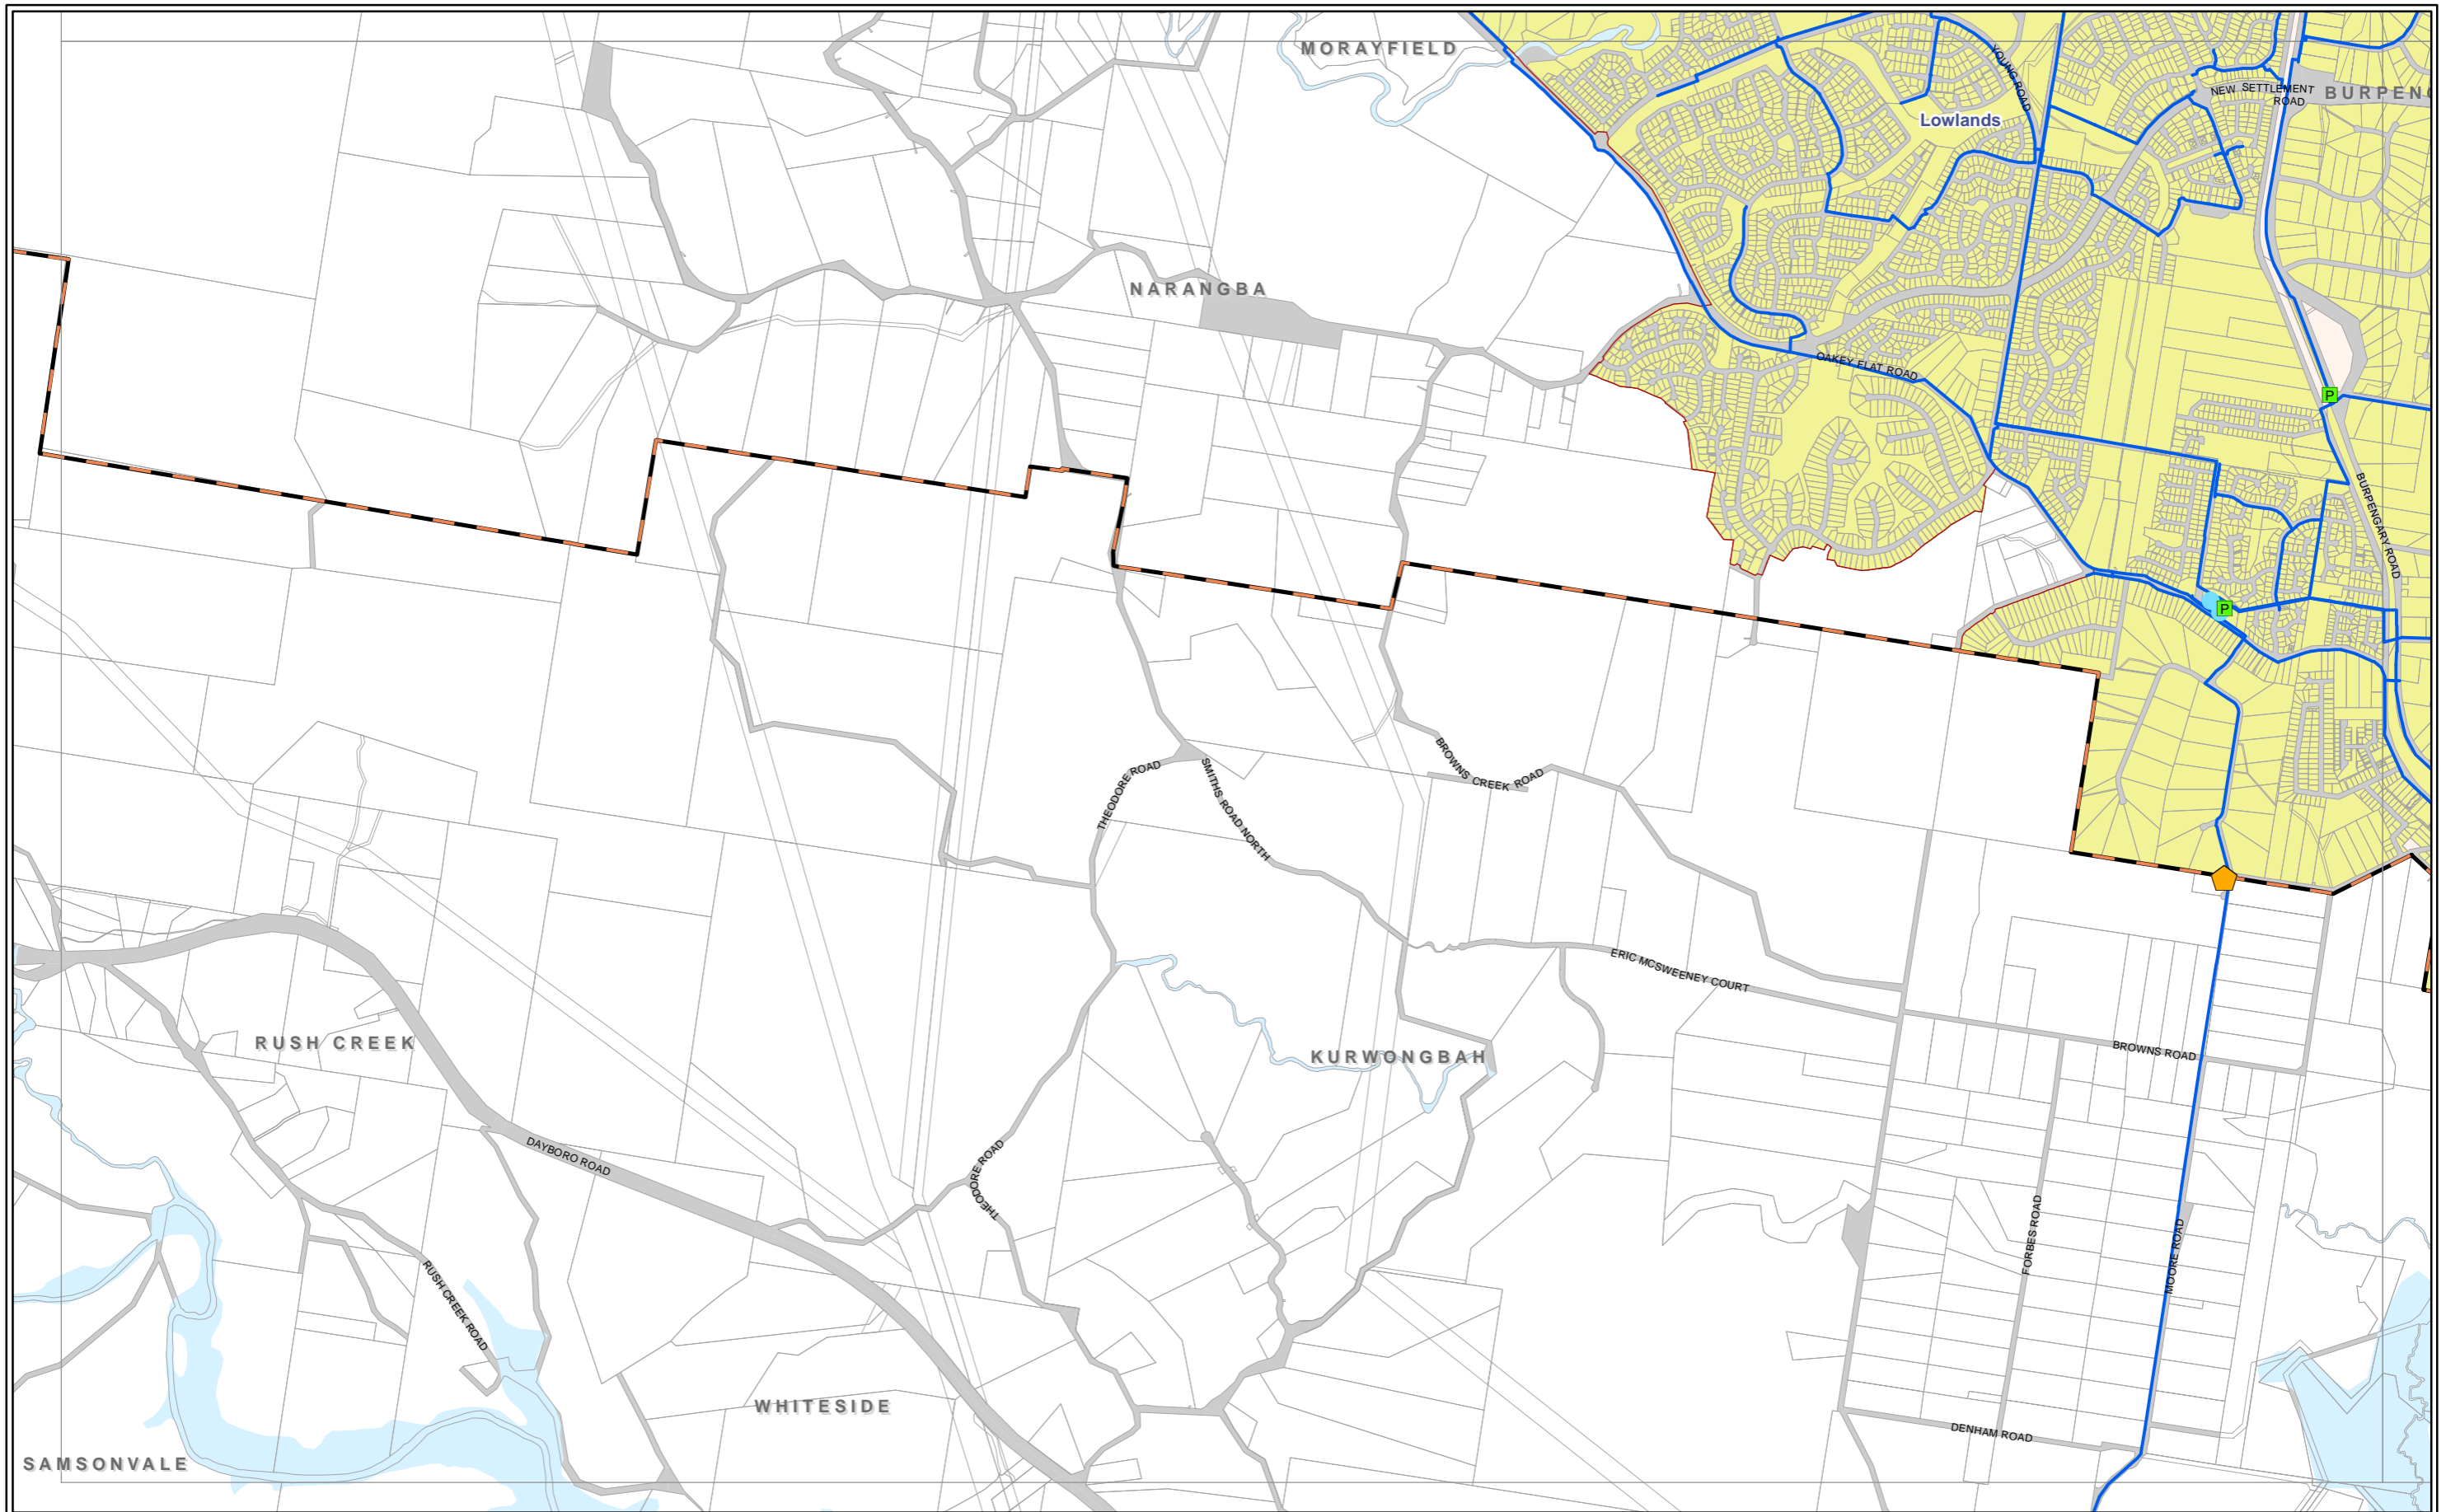 MORAYFIELD
YOUNG ROAD
NEW SETTLEMENT
ROAD
BURPENG
Lowlands
NARANGBA
OAKEY FLAT ROAD
P
BURPENGARY ROAD
P
THEODORE ROAD
SMITHS ROAD NORTH
BROWNS CREEK ROAD
ERIC MCSWEENEY COURT
RUSH CREEK
KURWONGBAH
BROWNS ROAD
DAYBORO ROAD
THEODORE ROAD
FORBES ROAD
MOORE ROAD
RUSH CREEK ROAD
WHITESIDE
DENHAM ROAD
SAMSONVALE